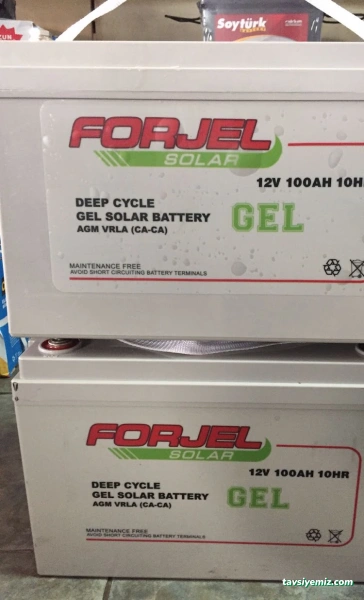 Soytürk
FORJEL
SOLAR
12V 100AH 10H
DEEP CYCLE
GEL SOLAR BATTERY
AGM VRLA (CA-CA)
GEL
MAINTENANCE FREE
AVOID SHORT CIRCUITING BATTERY TERMINALS
FORJEL
SOLAR
12V 100AH 10HR
DEEP CYCLE
GEL SOLAR BATTERY
AGM VRLA (CA-CA)
GEL
MAINTENANCE FREE
AVOID SHORT CIRCUITING BATTERY TERMINALS
tavsiyemiz.com